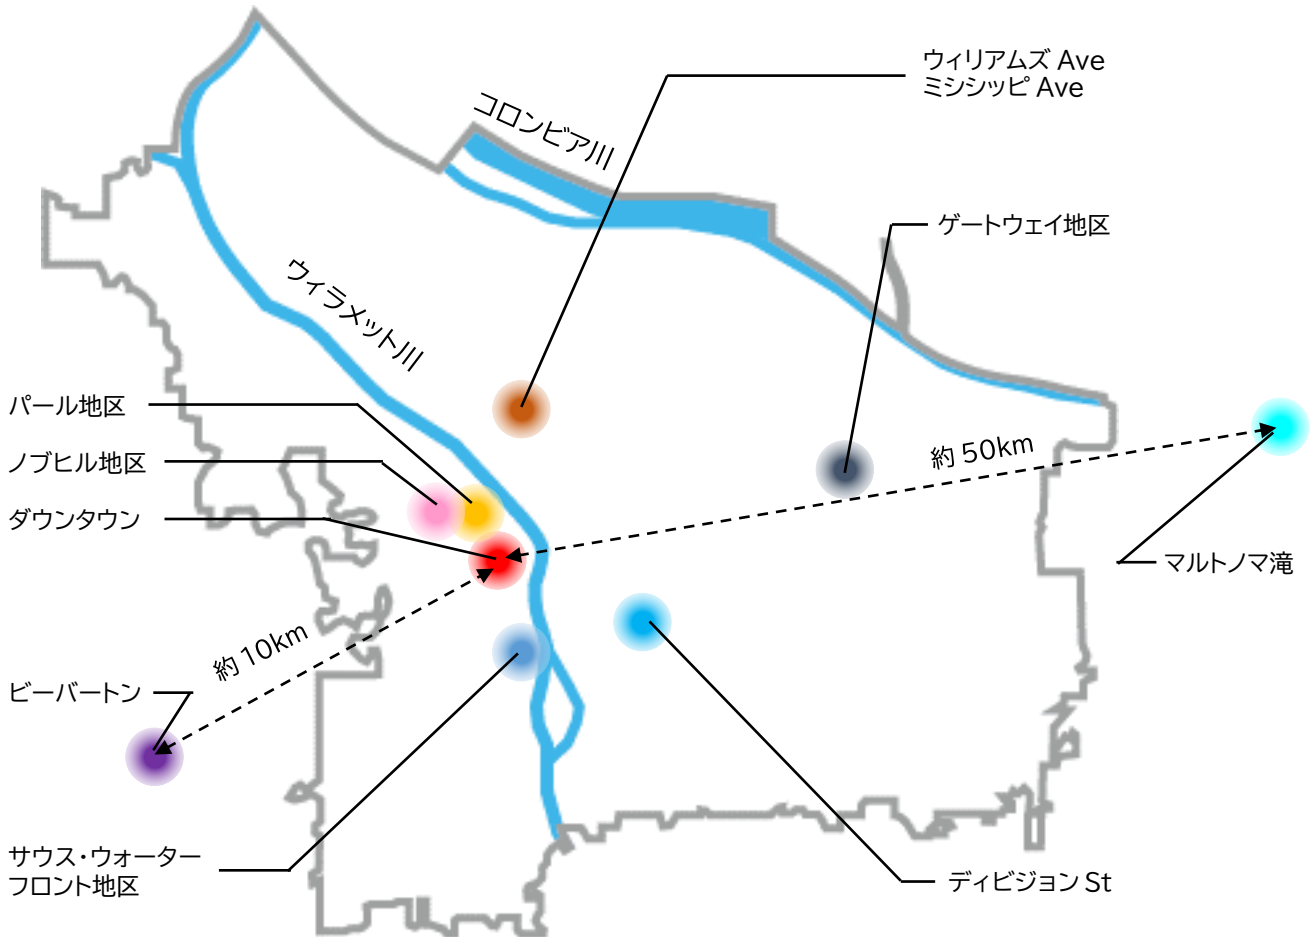 ウィリアムズ Ave
ミシシッピ Ave
コロンビア川
ゲートウェイ地区
ウィラメット川
パール地区
ノブヒル地区
ダウンタウン
約 50km
マルトノマ滝
約 10km
ビーバートン
サウス・ウォーター
フロント地区
ディビジョン St